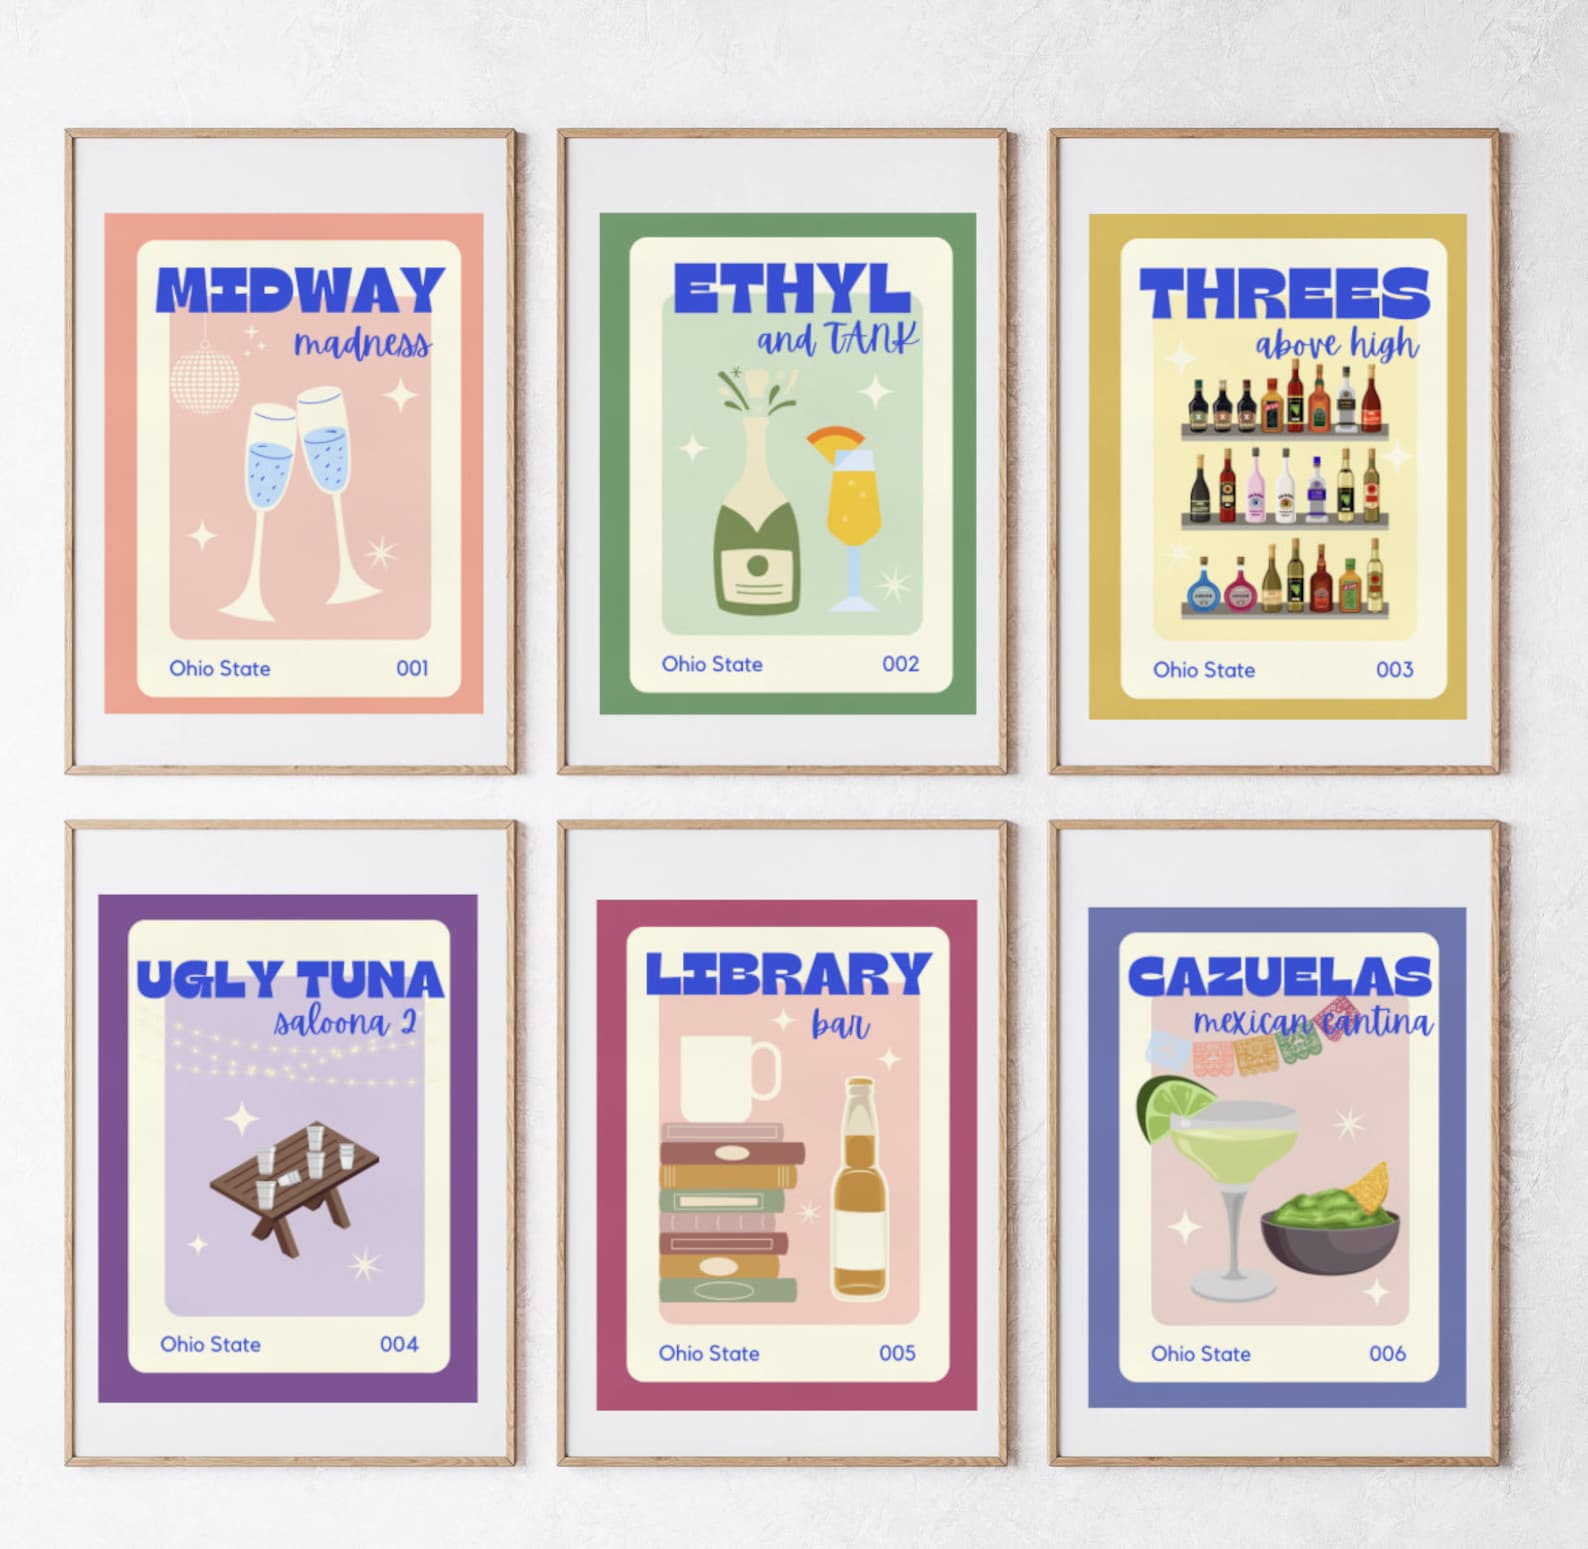 MIDWAY
madness
Ohio State 001
ETHYL
and TANK
Ohio State 002
THREES
above high
Ohio State 003
UGLY TUNA
saloona 2
Ohio State 004
LIBRARY
bar
Ohio State 005
CAZUELAS
mexican cantina
Ohio State 006